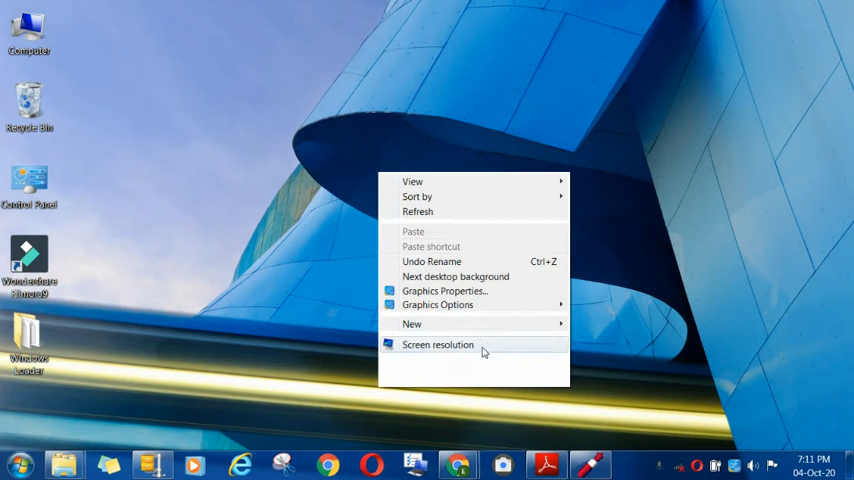 Computer
Recycle Bin
Control Panel
Wondershare
Filmora9
Windows
Loader
View
Sort by
Refresh
Paste
Paste shortcut
Undo Rename Ctrl+Z
Next desktop background
Graphics Properties...
Graphics Options
New
Screen resolution
7:11 PM
04-Oct-20